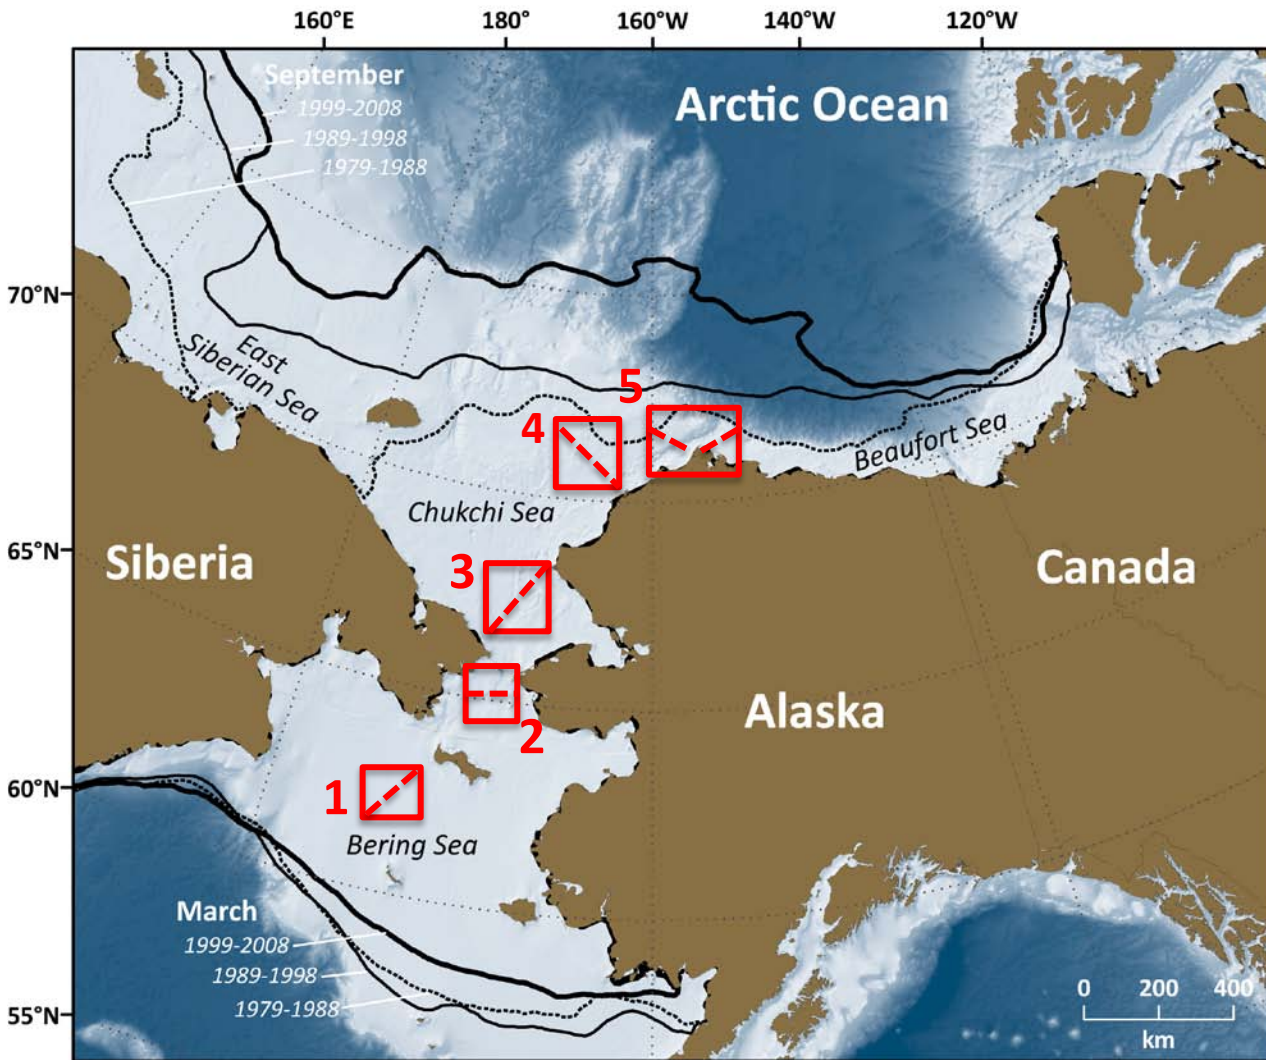 160°E 180° 160°W 140°W 120°W
September
1999-2008
1989-1998
1979-1988
Arctic Ocean
70°N
East
Siberian Sea
5
4
Beaufort Sea
Chukchi Sea
65°N
Siberia
3
Canada
Alaska
2
60°N
1
Bering Sea
March
1999-2008
1989-1998
1979-1988
0 200 400
km
55°N